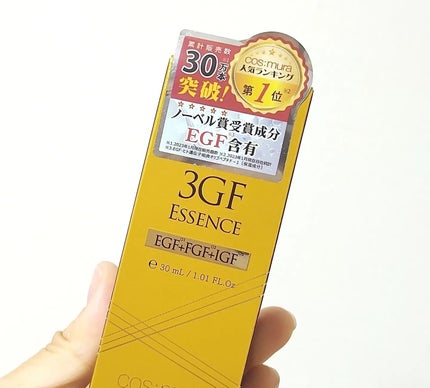 累計販売数
30万本
突破!
cos:mura
人気ランキング
第1位
ノーベル賞受賞成分
EGF含有
3GF
ESSENCE
EGF+FGF+IGF
℮ 30 mL / 1.01 FL.Oz
cos:mura